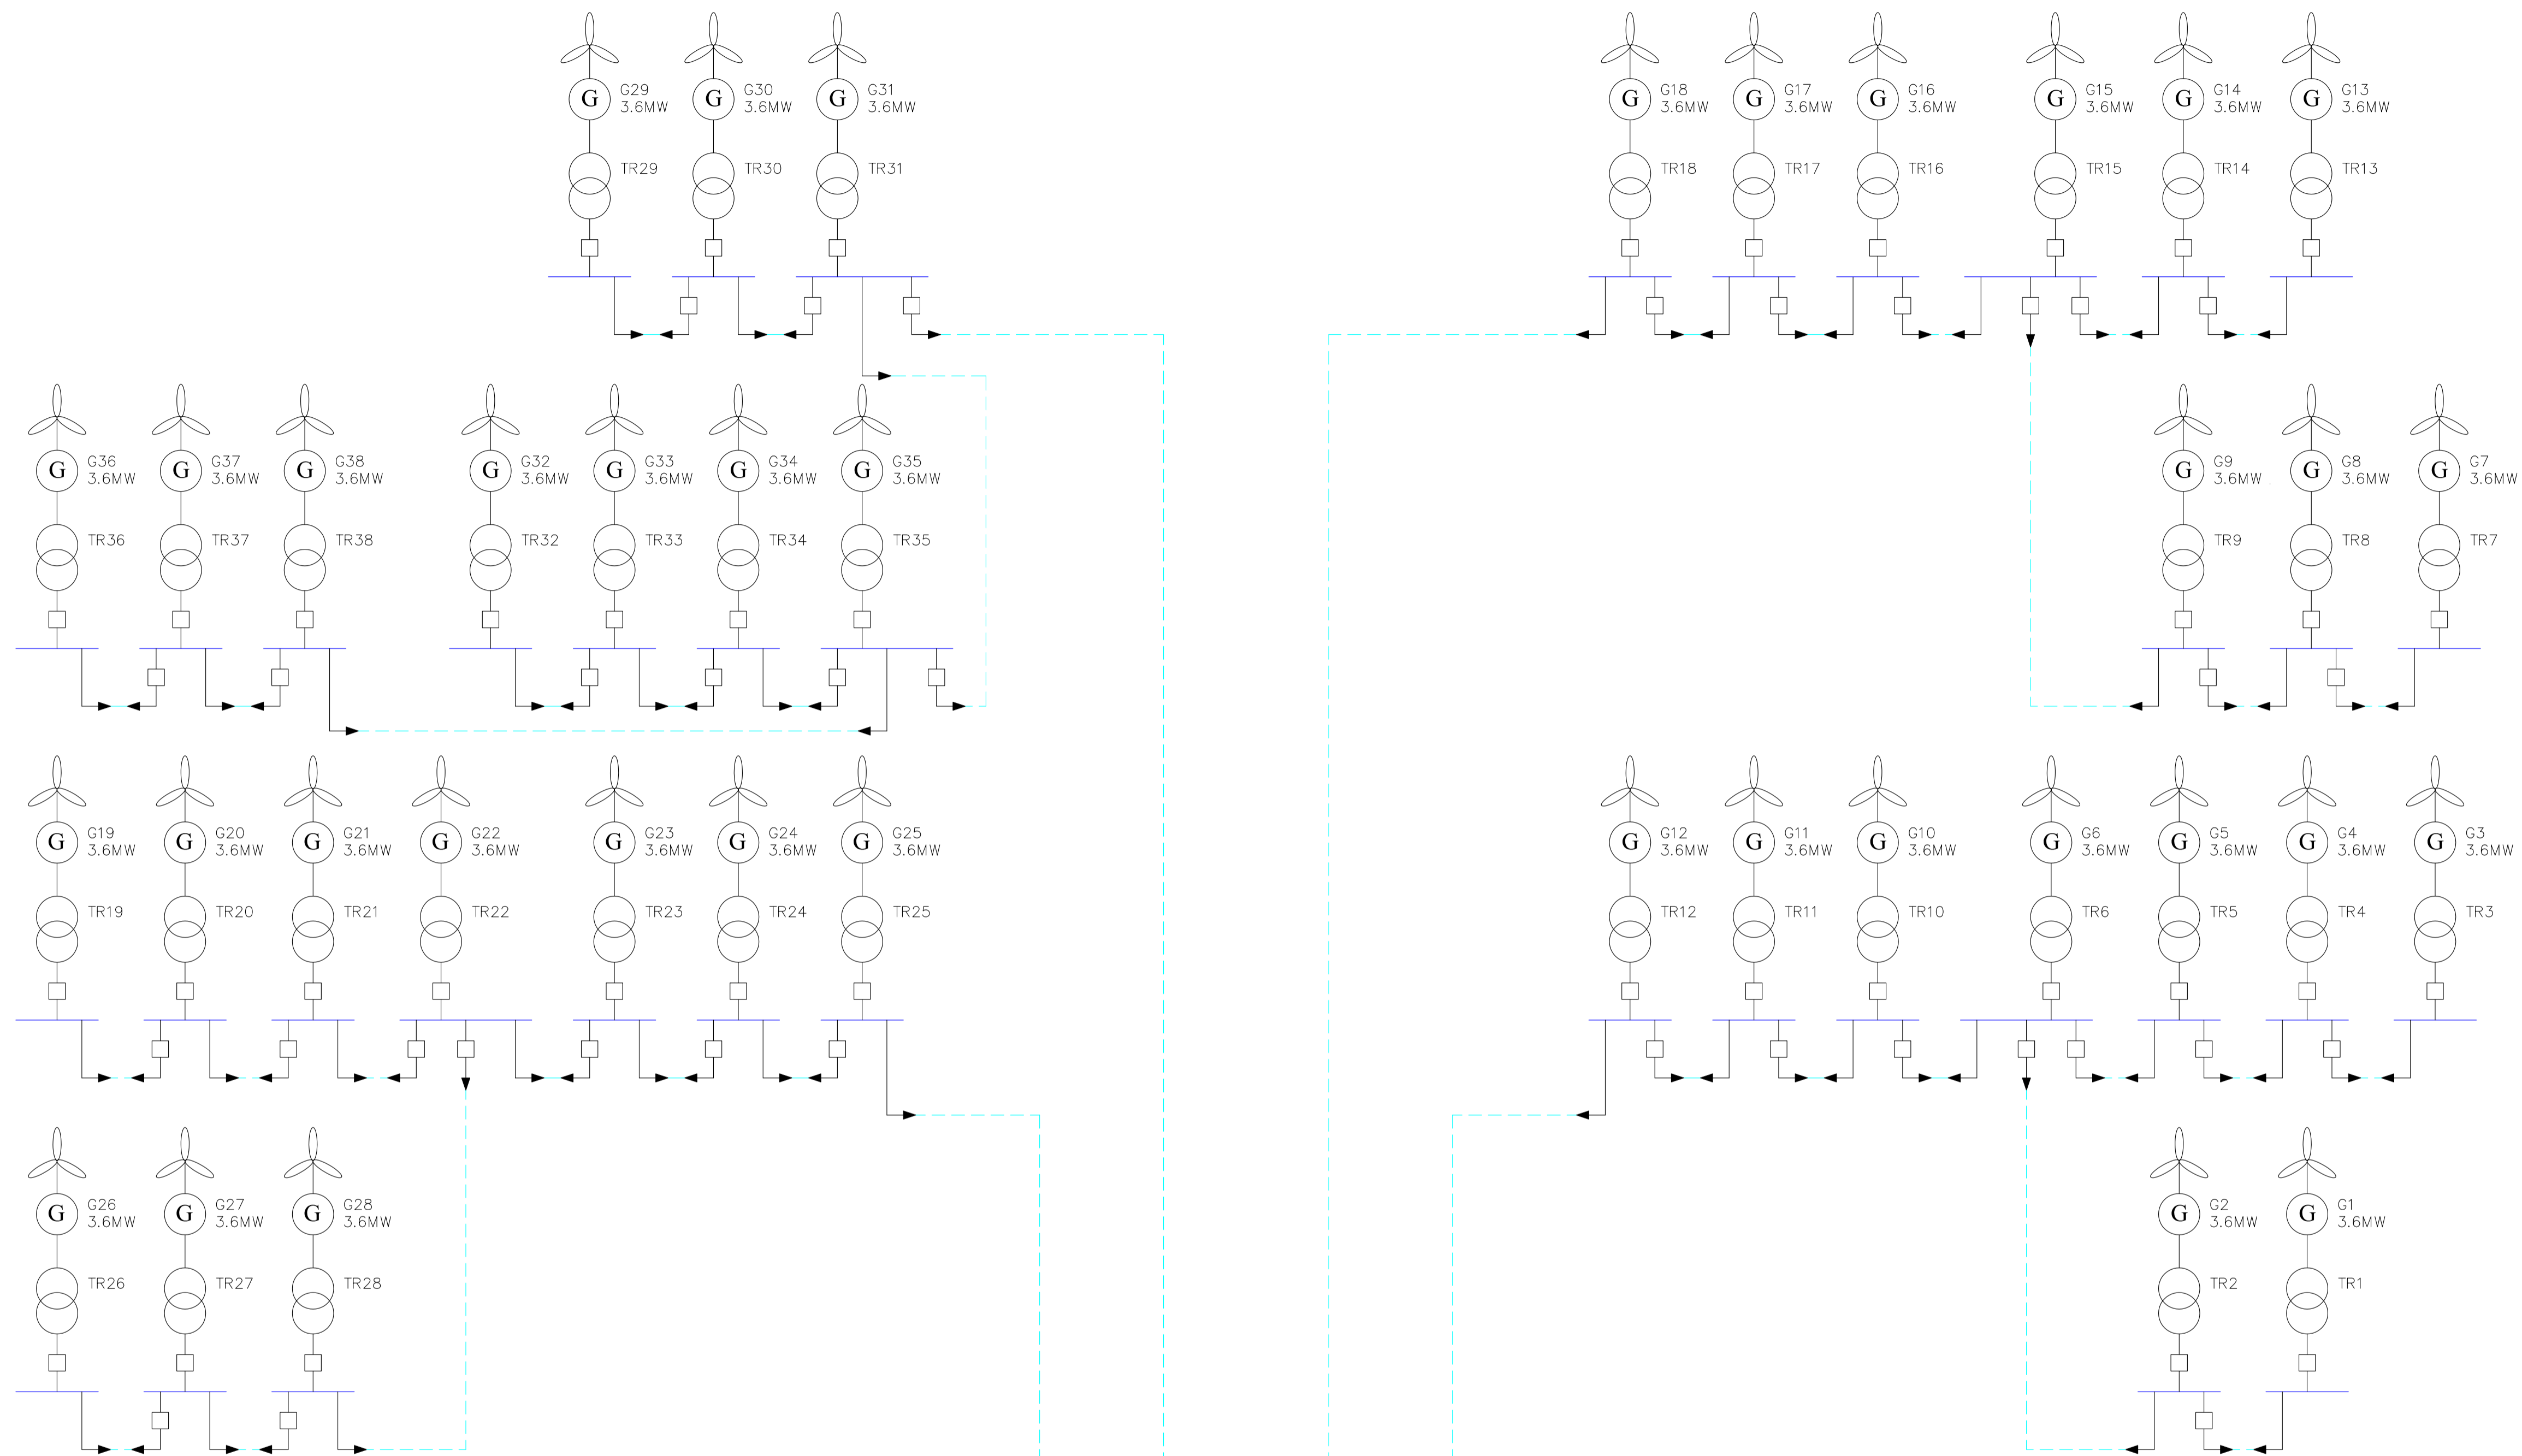 G29
3.6MW
G30
3.6MW
G31
3.6MW
G18
3.6MW
G17
3.6MW
G16
3.6MW
G15
3.6MW
G14
3.6MW
G13
3.6MW
G
G
G
G
G
G
G
G
G
TR29
TR30
TR31
TR18
TR17
TR16
TR15
TR14
TR13
G36
3.6MW
G37
3.6MW
G38
3.6MW
G32
3.6MW
G33
3.6MW
G34
3.6MW
G35
3.6MW
G9
3.6MW
G8
3.6MW
G7
3.6MW
G
G
G
G
G
G
G
G
G
G
TR36
TR37
TR38
TR32
TR33
TR34
TR35
TR9
TR8
TR7
G19
3.6MW
G20
3.6MW
G21
3.6MW
G22
3.6MW
G23
3.6MW
G24
3.6MW
G25
3.6MW
G12
3.6MW
G11
3.6MW
G10
3.6MW
G6
3.6MW
G5
3.6MW
G4
3.6MW
G3
3.6MW
G
G
G
G
G
G
G
G
G
G
G
G
G
G
TR19
TR20
TR21
TR22
TR23
TR24
TR25
TR12
TR11
TR10
TR6
TR5
TR4
TR3
G26
3.6MW
G27
3.6MW
G28
3.6MW
G2
3.6MW
G1
3.6MW
G
G
G
G
G
TR26
TR27
TR28
TR2
TR1